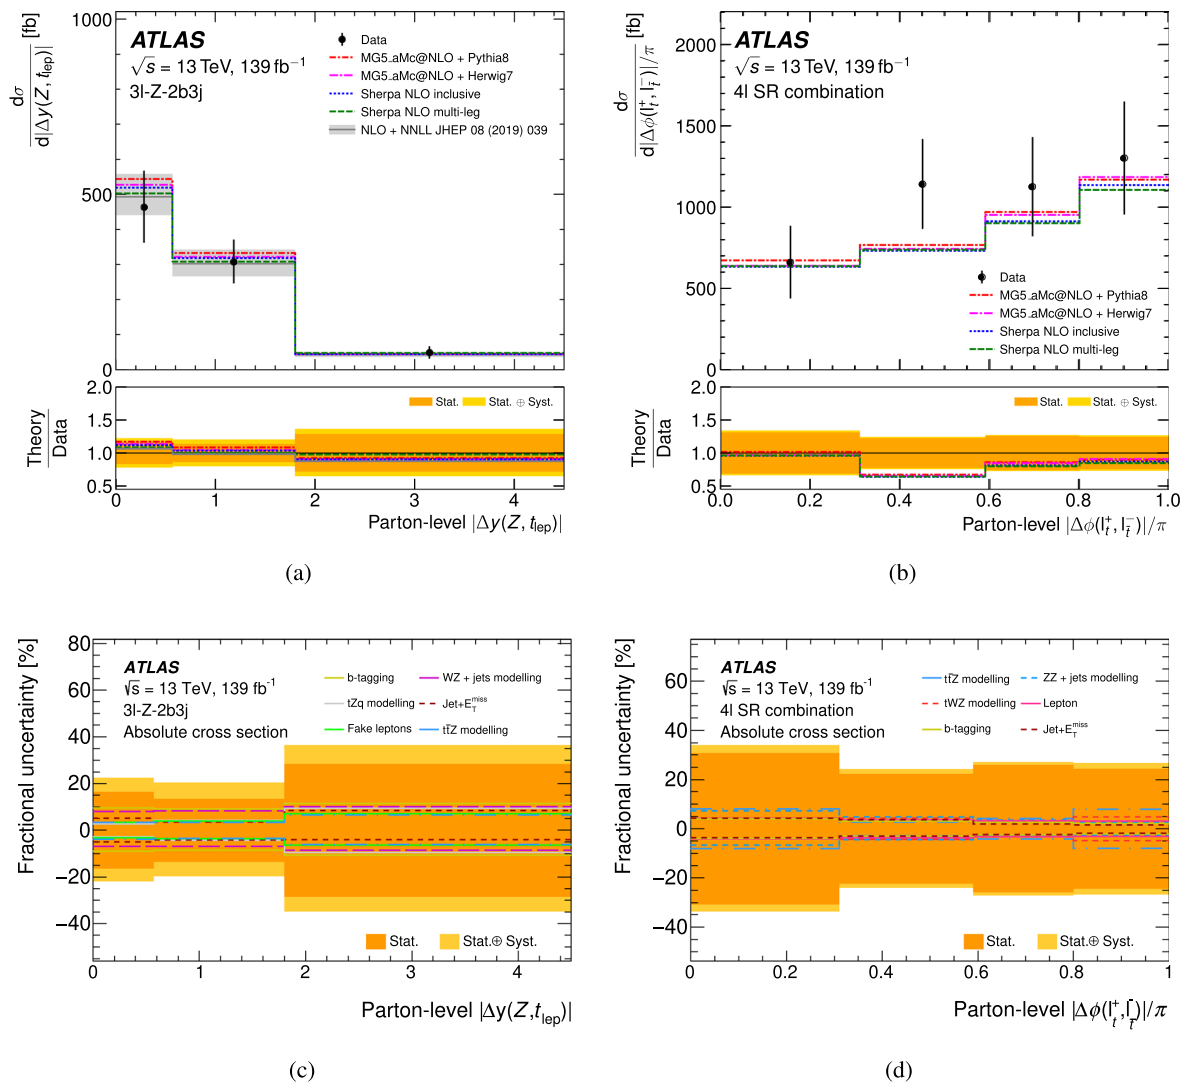 ATLAS
√s = 13 TeV, 139 fb⁻¹
3l-Z-2b3j
Data
MG5_aMc@NLO + Pythia8
MG5_aMc@NLO + Herwig7
Sherpa NLO inclusive
Sherpa NLO multi-leg
NLO + NNLL JHEP 08 (2019) 039
dσ
d|Δy(Z, t_lep)|
[fb]
1000
500
0
2.0
1.5
1.0
0.5
Theory
Data
Stat. Stat. ⊕ Syst.
0 1 2 3 4
Parton-level |Δy(Z, t_lep)|
(a)
ATLAS
√s = 13 TeV, 139 fb⁻¹
4l SR combination
dσ
d|Δϕ(l_t⁺, l_t̄⁻)|/π
[fb]
2000
1500
1000
500
0
Data
MG5_aMc@NLO + Pythia8
MG5_aMc@NLO + Herwig7
Sherpa NLO inclusive
Sherpa NLO multi-leg
2.0
1.5
1.0
0.5
Theory
Data
Stat. Stat. ⊕ Syst.
0.0 0.2 0.4 0.6 0.8 1.0
Parton-level |Δϕ(l_t⁺, l_t̄⁻)|/π
(b)
Fractional uncertainty [%]
80
60
40
20
0
−20
−40
ATLAS
√s = 13 TeV, 139 fb⁻¹
3l-Z-2b3j
Absolute cross section
b-tagging WZ + jets modelling
tZq modelling Jet+E_T^miss
Fake leptons tt̄Z modelling
Stat. Stat.⊕ Syst.
0 1 2 3 4
Parton-level |Δy(Z,t_lep)|
(c)
Fractional uncertainty [%]
60
40
20
0
−20
−40
ATLAS
√s = 13 TeV, 139 fb⁻¹
4l SR combination
Absolute cross section
tt̄Z modelling ZZ + jets modelling
tWZ modelling Lepton
b-tagging Jet+E_T^miss
Stat. Stat.⊕ Syst.
0 0.2 0.4 0.6 0.8 1
Parton-level |Δϕ(l_t⁺,l_t̄⁻)|/π
(d)